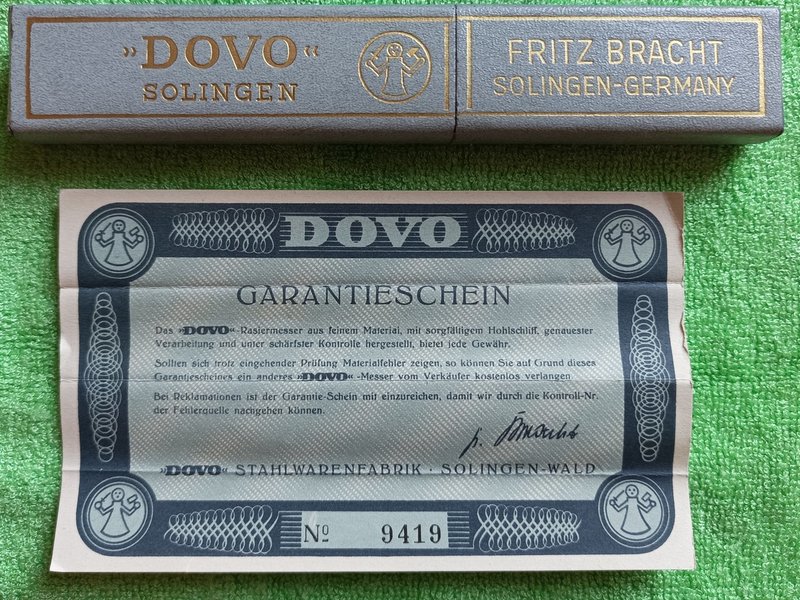 »DOVO«
SOLINGEN
FRITZ BRACHT
SOLINGEN-GERMANY
DOVO
GARANTIESCHEIN
Das »DOVO«-Rasiermesser aus feinem Material, mit sorgfältigem Hohlschliff, genauester
Verarbeitung und unter schärfster Kontrolle hergestellt, bietet jede Gewähr.
Sollten sich trotz eingehender Prüfung Materialfehler zeigen, so können Sie auf Grund dieses
Garantiescheines ein anderes »DOVO«-Messer vom Verkäufer kostenlos verlangen.
Bei Reklamationen ist der Garantie-Schein mit einzureichen, damit wir durch die Kontroll-Nr.
der Fehlerquelle nachgehen können.
»DOVO« STAHLWARENFABRIK · SOLINGEN-WALD
Nº 9419